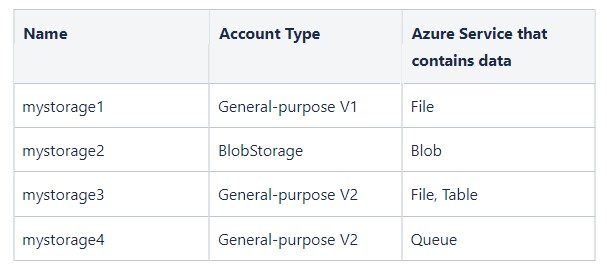 Name Account Type Azure Service that
contains data
mystorage1 General-purpose V1 File
mystorage2 BlobStorage Blob
mystorage3 General-purpose V2 File, Table
mystorage4 General-purpose V2 Queue